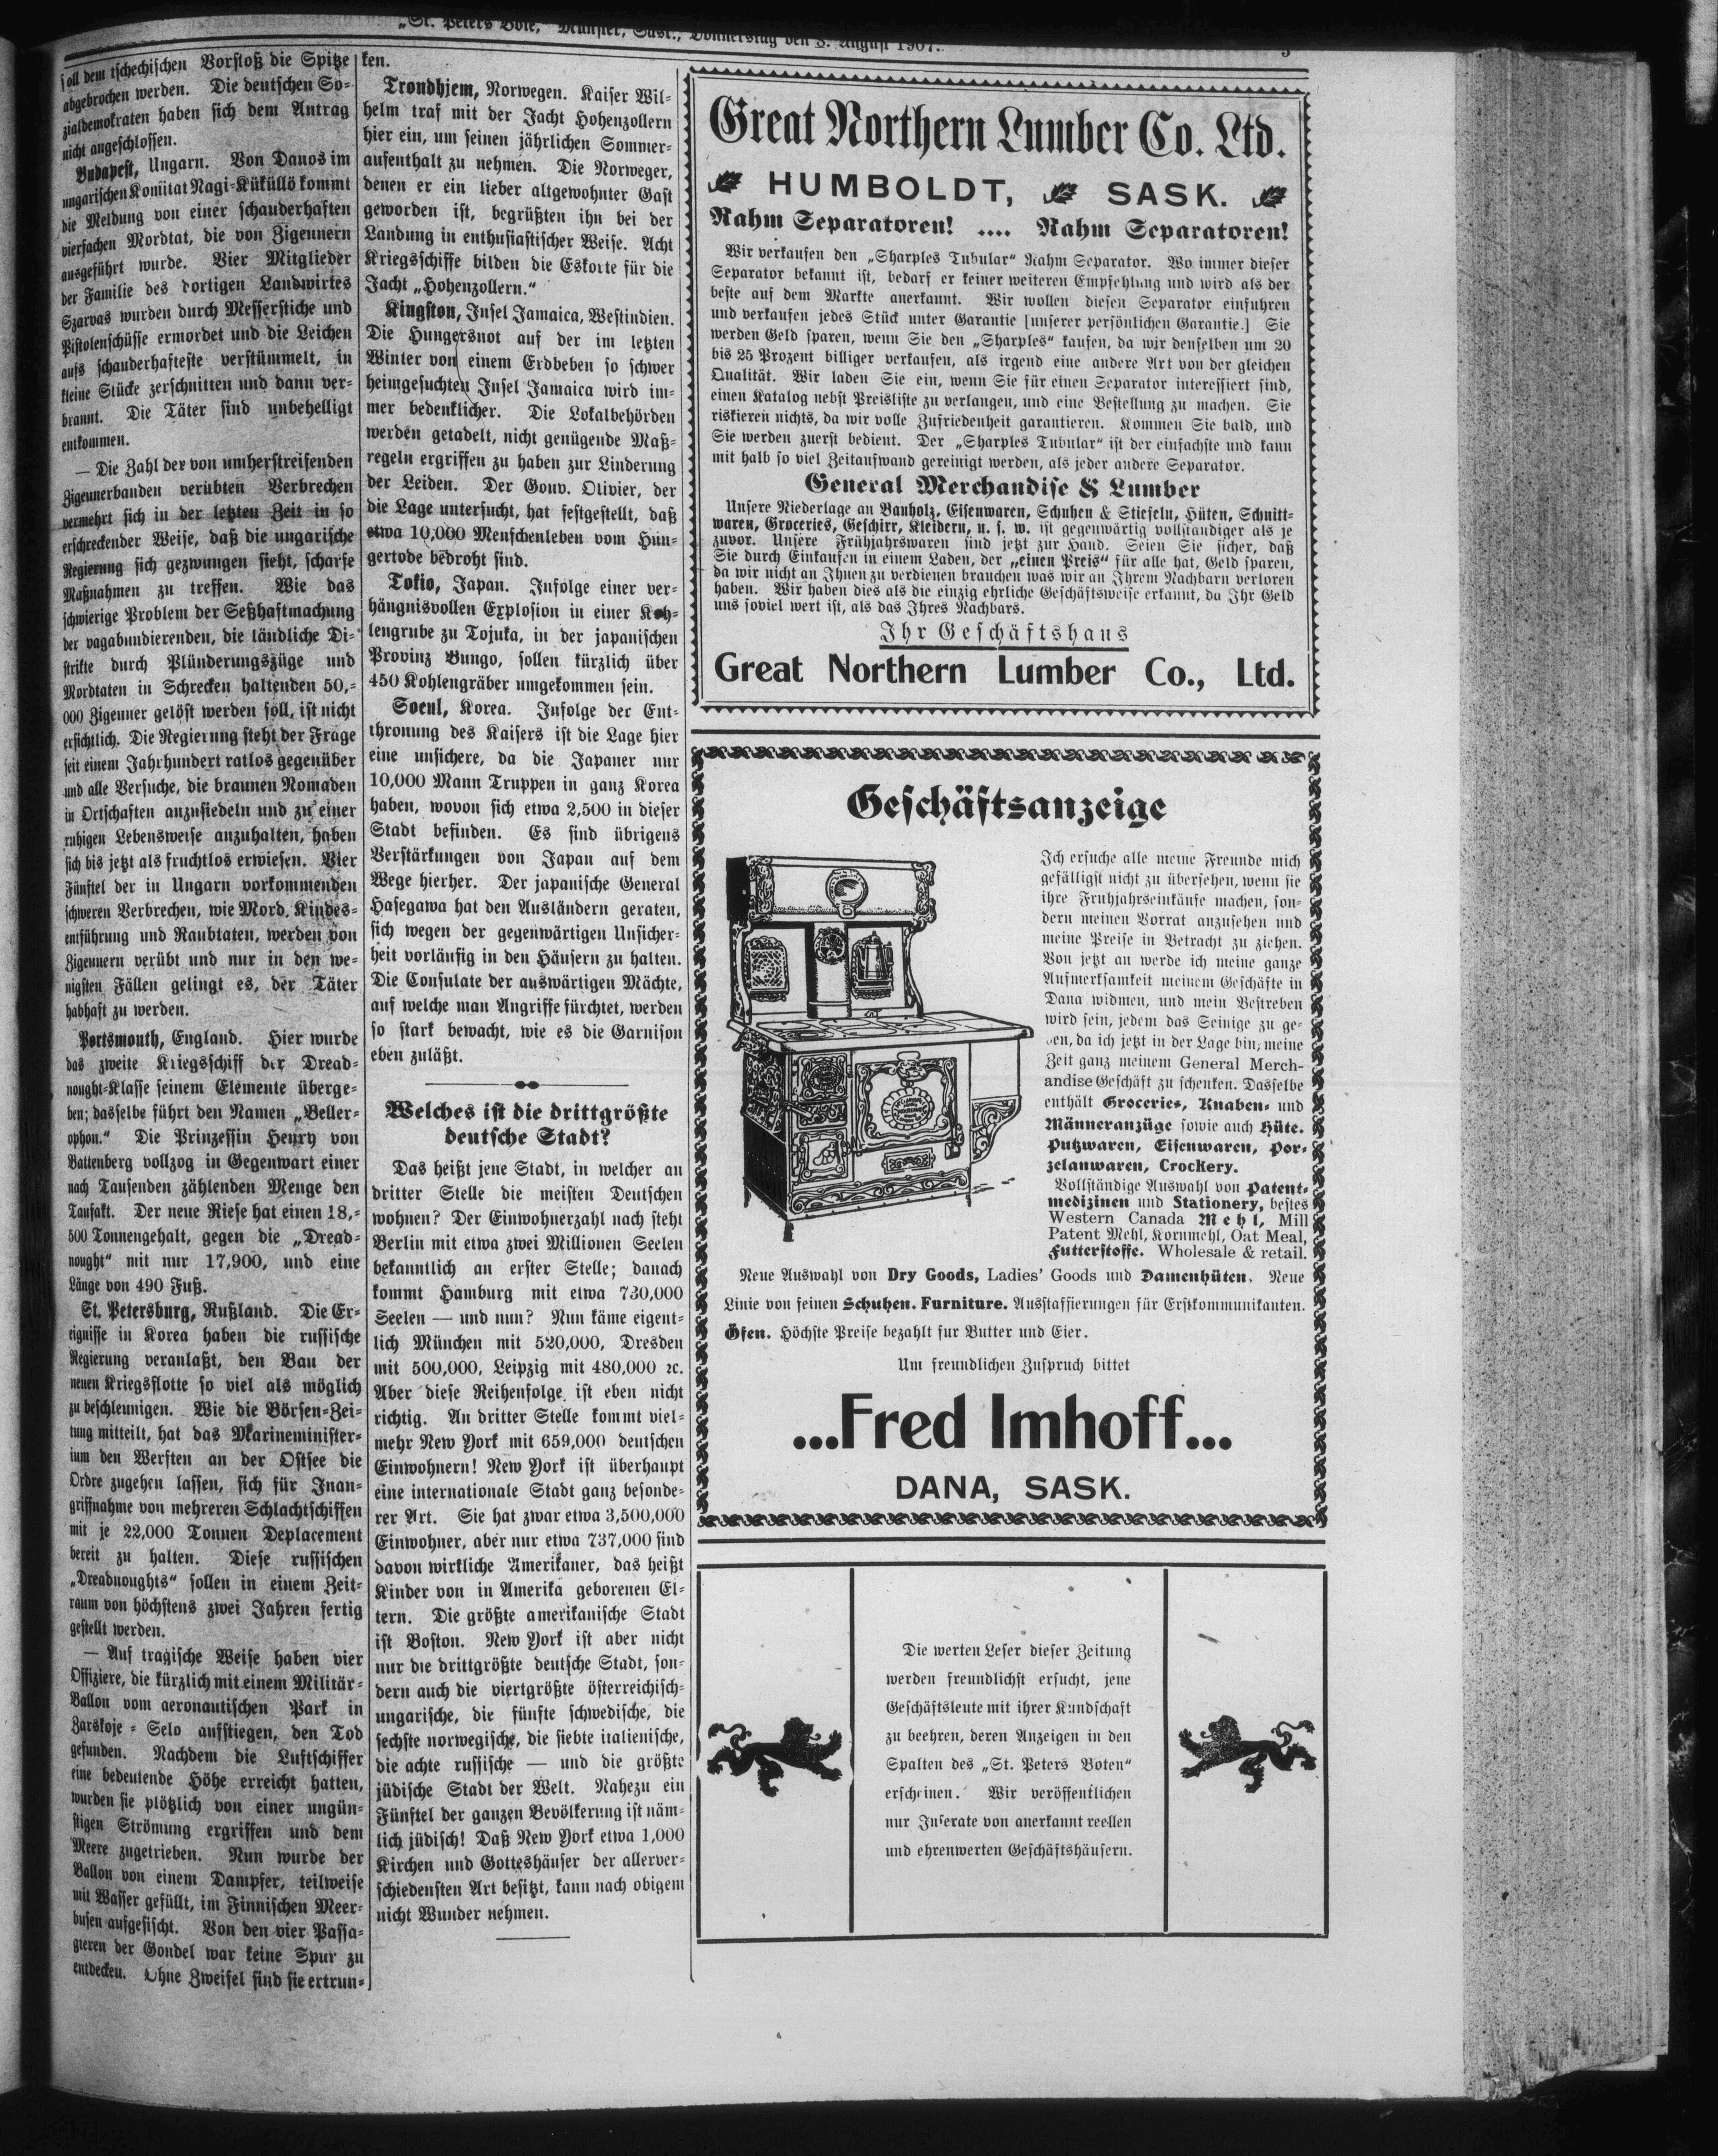 „St. Peters Bote," Münster, Sask., Donnerstag den 8. August 1907.
soll dem tschechischen Vorstoß die Spitze
abgebrochen werden. Die deutschen So-
zialdemokraten haben sich dem Antrag
nicht angeschlossen.
Budapest, Ungarn. Von Danos im
ungarischen Komitat Nagi-Küküllö kommt
die Meldung von einer schauderhaften
vierfachen Mordtat, die von Zigeunern
ausgeführt wurde. Vier Mitglieder
der Familie des dortigen Landwirtes
Szarvas wurden durch Messerstiche und
Pistolenschüsse ermordet und die Leichen
aufs schauderhafteste verstümmelt, in
kleine Stücke zerschnitten und dann ver-
brannt. Die Täter sind unbehelligt
entkommen.
— Die Zahl der von umherstreifenden
Zigeunerbanden verübten Verbrechen
vermehrt sich in der letzten Zeit in so
erschreckender Weise, daß die ungarische
Regierung sich gezwungen sieht, scharfe
Maßnahmen zu treffen. Wie das
schwierige Problem der Seßhaftmachung
der vagabundierenden, die ländliche Di-
strikte durch Plünderungszüge und
Mordtaten in Schrecken haltenden 50,-
000 Zigeuner gelöst werden soll, ist nicht
ersichtlich. Die Regierung steht der Frage
seit einem Jahrhundert ratlos gegenüber
und alle Versuche, die braunen Nomaden
in Ortschaften anzusiedeln und zu einer
ruhigen Lebensweise anzuhalten, haben
sich bis jetzt als fruchtlos erwiesen. Vier
Fünftel der in Ungarn vorkommenden
schweren Verbrechen, wie Mord, Kindes-
entführung und Raubtaten, werden von
Zigeunern verübt und nur in den we-
nigsten Fällen gelingt es, der Täter
habhaft zu werden.
Portsmouth, England. Hier wurde
das zweite Kriegsschiff der Dread-
nought-Klasse seinem Elemente überge-
ben; dasselbe führt den Namen „Beller-
ophon." Die Prinzessin Henry von
Battenberg vollzog in Gegenwart einer
nach Tausenden zählenden Menge den
Taufakt. Der neue Riese hat einen 18,-
500 Tonnengehalt, gegen die „Dread-
nought" mit nur 17,900, und eine
Länge von 490 Fuß.
St. Petersburg, Rußland. Die Er-
eignisse in Korea haben die russische
Regierung veranlaßt, den Bau der
neuen Kriegsflotte so viel als möglich
zu beschleunigen. Wie die Börsen-Zei-
tung mitteilt, hat das Marineminister-
ium den Werften an der Ostsee die
Ordre zugehen lassen, sich für Inan-
griffnahme von mehreren Schlachtschiffen
mit je 22,000 Tonnen Deplacement
bereit zu halten. Diese russischen
„Dreadnoughts" sollen in einem Zeit-
raum von höchstens zwei Jahren fertig
gestellt werden.
— Auf tragische Weise haben vier
Offiziere, die kürzlich mit einem Militär-
Ballon vom aeronautischen Park in
Zarskoje-Selo aufstiegen, den Tod
gefunden. Nachdem die Luftschiffer
eine bedeutende Höhe erreicht hatten,
wurden sie plötzlich von einer ungün-
stigen Strömung ergriffen und dem
Meere zugetrieben. Nun wurde der
Ballon von einem Dampfer, teilweise
mit Wasser gefüllt, im Finnischen Meer-
busen aufgefischt. Von den vier Passa-
gieren der Gondel war keine Spur zu
entdecken. Ohne Zweifel sind sie ertrun-
ken.
Trondhjem, Norwegen. Kaiser Wil-
helm traf mit der Jacht Hohenzollern
hier ein, um seinen jährlichen Sommer-
aufenthalt zu nehmen. Die Norweger,
denen er ein lieber altgewohnter Gast
geworden ist, begrüßten ihn bei der
Landung in enthusiastischer Weise. Acht
Kriegsschiffe bilden die Eskorte für die
Jacht „Hohenzollern."
Kingston, Insel Jamaica, Westindien.
Die Hungersnot auf der im letzten
Winter von einem Erdbeben so schwer
heimgesuchten Insel Jamaica wird im-
mer bedenklicher. Die Lokalbehörden
werden getadelt, nicht genügende Maß-
regeln ergriffen zu haben zur Linderung
der Leiden. Der Gouv. Olivier, der
die Lage untersucht, hat festgestellt, daß
etwa 10,000 Menschenleben vom Hun-
gertode bedroht sind.
Tokio, Japan. Infolge einer ver-
hängnisvollen Explosion in einer Koh-
lengrube zu Tojuka, in der japanischen
Provinz Bungo, sollen kürzlich über
450 Kohlengräber umgekommen sein.
Soeul, Korea. Infolge der Ent-
thronung des Kaisers ist die Lage hier
eine unsichere, da die Japaner nur
10,000 Mann Truppen in ganz Korea
haben, wovon sich etwa 2,500 in dieser
Stadt befinden. Es sind übrigens
Verstärkungen von Japan auf dem
Wege hierher. Der japanische General
Hasegawa hat den Ausländern geraten,
sich wegen der gegenwärtigen Unsicher-
heit vorläufig in den Häusern zu halten.
Die Consulate der auswärtigen Mächte,
auf welche man Angriffe fürchtet, werden
so stark bewacht, wie es die Garnison
eben zuläßt.
Welches ist die drittgrößte
deutsche Stadt?
Das heißt jene Stadt, in welcher an
dritter Stelle die meisten Deutschen
wohnen? Der Einwohnerzahl nach steht
Berlin mit etwa zwei Millionen Seelen
bekanntlich an erster Stelle; danach
kommt Hamburg mit etwa 730,000
Seelen — und nun? Nun käme eigent-
lich München mit 520,000, Dresden
mit 500,000, Leipzig mit 480,000 ꝛc.
Aber diese Reihenfolge ist eben nicht
richtig. An dritter Stelle kommt viel-
mehr New York mit 659,000 deutschen
Einwohnern! New York ist überhaupt
eine internationale Stadt ganz besonde-
rer Art. Sie hat zwar etwa 3,500,000
Einwohner, aber nur etwa 737,000 sind
davon wirkliche Amerikaner, das heißt
Kinder von in Amerika geborenen El-
tern. Die größte amerikanische Stadt
ist Boston. New York ist aber nicht
nur die drittgrößte deutsche Stadt, son-
dern auch die viertgrößte österreichisch-
ungarische, die fünfte schwedische, die
sechste norwegische, die siebte italienische,
die achte russische — und die größte
jüdische Stadt der Welt. Nahezu ein
Fünftel der ganzen Bevölkerung ist näm-
lich jüdisch! Daß New York etwa 1,000
Kirchen und Gotteshäuser der allerver-
schiedensten Art besitzt, kann nach obigem
nicht Wunder nehmen.
Great Northern Lumber Co. Ltd.
HUMBOLDT, SASK.
Rahm Separatoren! .... Rahm Separatoren!
Wir verkaufen den „Sharples Tubular" Rahm Separator. Wo immer dieser
Separator bekannt ist, bedarf er keiner weiteren Empfehlung und wird als der
beste auf dem Markte anerkannt. Wir wollen diesen Separator einführen
und verkaufen jedes Stück unter Garantie [unserer persönlichen Garantie.] Sie
werden Geld sparen, wenn Sie den „Sharples" kaufen, da wir denselben um 20
bis 25 Prozent billiger verkaufen, als irgend eine andere Art von der gleichen
Qualität. Wir laden Sie ein, wenn Sie für einen Separator interessiert sind,
einen Katalog nebst Preisliste zu verlangen, und eine Bestellung zu machen. Sie
riskieren nichts, da wir volle Zufriedenheit garantieren. Kommen Sie bald, und
Sie werden zuerst bedient. Der „Sharples Tubular" ist der einfachste und kann
mit halb so viel Zeitaufwand gereinigt werden, als jeder andere Separator.
General Merchandise & Lumber
Unsere Niederlage an Bauholz, Eisenwaren, Schuhen & Stiefeln, Hüten, Schnitt-
waren, Groceries, Geschirr, Kleidern, u. s. w. ist gegenwärtig vollständiger als je
zuvor. Unsere Frühjahrswaren sind jetzt zur Hand. Seien Sie sicher, daß
Sie durch Einkaufen in einem Laden, der „einen Preis" für alle hat, Geld sparen,
da wir nicht an Ihnen zu verdienen brauchen was wir an Ihrem Nachbarn verloren
haben. Wir haben dies als die einzig ehrliche Geschäftsweise erkannt, da Ihr Geld
uns soviel wert ist, als das Ihres Nachbars.
Ihr Geschäftshaus
Great Northern Lumber Co., Ltd.
Geschäftsanzeige
Ich ersuche alle meine Freunde mich
gefälligst nicht zu übersehen, wenn sie
ihre Frühjahrseinkäufe machen, son-
dern meinen Vorrat anzusehen und
meine Preise in Betracht zu ziehen.
Von jetzt an werde ich meine ganze
Aufmerksamkeit meinem Geschäfte in
Dana widmen, und mein Bestreben
wird sein, jedem das Seinige zu ge-
ben, da ich jetzt in der Lage bin, meine
Zeit ganz meinem General Merch-
andise Geschäft zu schenken. Dasselbe
enthält Groceries, Knaben- und
Männeranzüge sowie auch Hüte.
Putzwaren, Eisenwaren, Por-
zelanwaren, Crockery.
Vollständige Auswahl von Patent-
medizinen und Stationery, bestes
Western Canada Mehl, Mill
Patent Mehl, Kornmehl, Oat Meal,
Futterstoffe. Wholesale & retail.
Neue Auswahl von Dry Goods, Ladies' Goods und Damenhüten. Neue
Linie von feinen Schuhen. Furniture. Ausstaffierungen für Erstkommunikanten.
Öfen. Höchste Preise bezahlt für Butter und Eier.
Um freundlichen Zuspruch bittet
...Fred Imhoff...
DANA, SASK.
Die werten Leser dieser Zeitung
werden freundlichst ersucht, jene
Geschäftsleute mit ihrer Kundschaft
zu beehren, deren Anzeigen in den
Spalten des „St. Peters Boten"
erscheinen. Wir veröffentlichen
nur Inserate von anerkannt reellen
und ehrenwerten Geschäftshäusern.